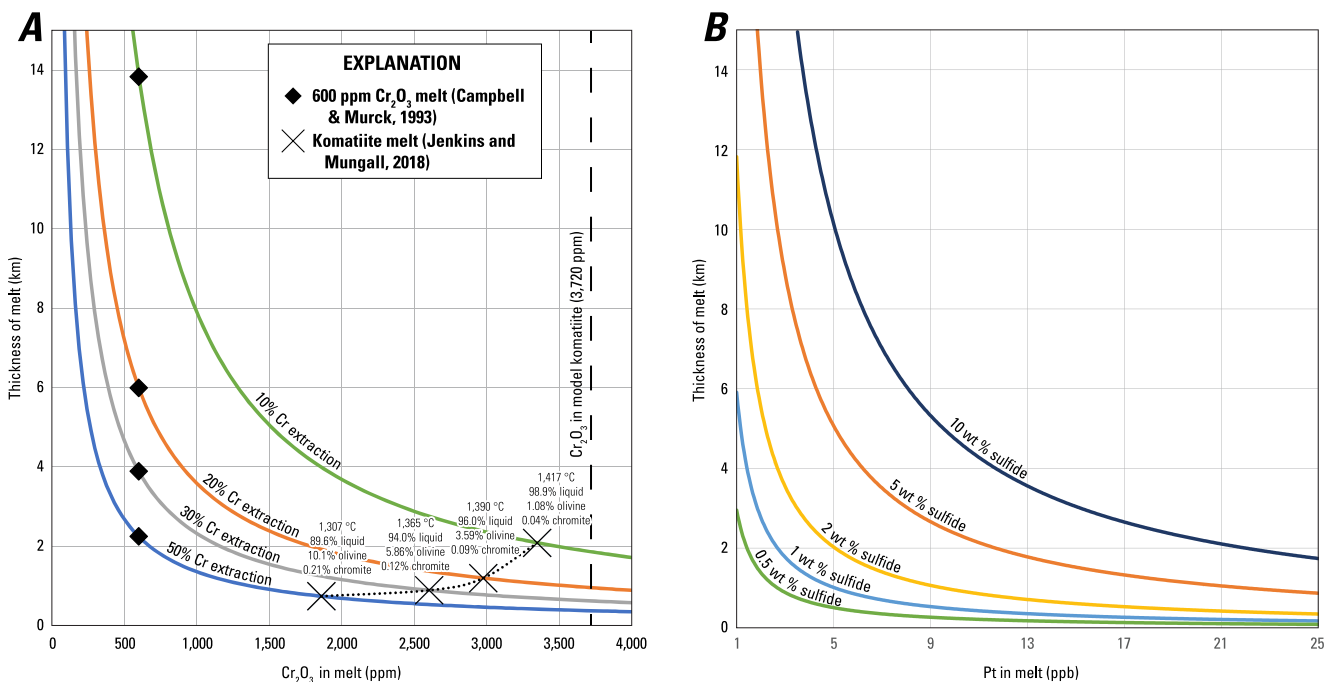 A
EXPLANATION
600 ppm Cr2O3 melt (Campbell
& Murck, 1993)
Komatiite melt (Jenkins and
Mungall, 2018)
Thickness of melt (km)
14
12
10
8
6
4
2
0
Cr2O3 in model komatiite (3,720 ppm)
10% Cr extraction
20% Cr extraction
30% Cr extraction
50% Cr extraction
1,307 °C
89.6% liquid
10.1% olivine
0.21% chromite
1,365 °C
94.0% liquid
5.86% olivine
0.12% chromite
1,390 °C
96.0% liquid
3.59% olivine
0.09% chromite
1,417 °C
98.9% liquid
1.08% olivine
0.04% chromite
0 500 1,000 1,500 2,000 2,500 3,000 3,500 4,000
Cr2O3 in melt (ppm)
B
Thickness of melt (km)
14
12
10
8
6
4
2
0
10 wt % sulfide
5 wt % sulfide
2 wt % sulfide
1 wt % sulfide
0.5 wt % sulfide
1 5 9 13 17 21 25
Pt in melt (ppb)